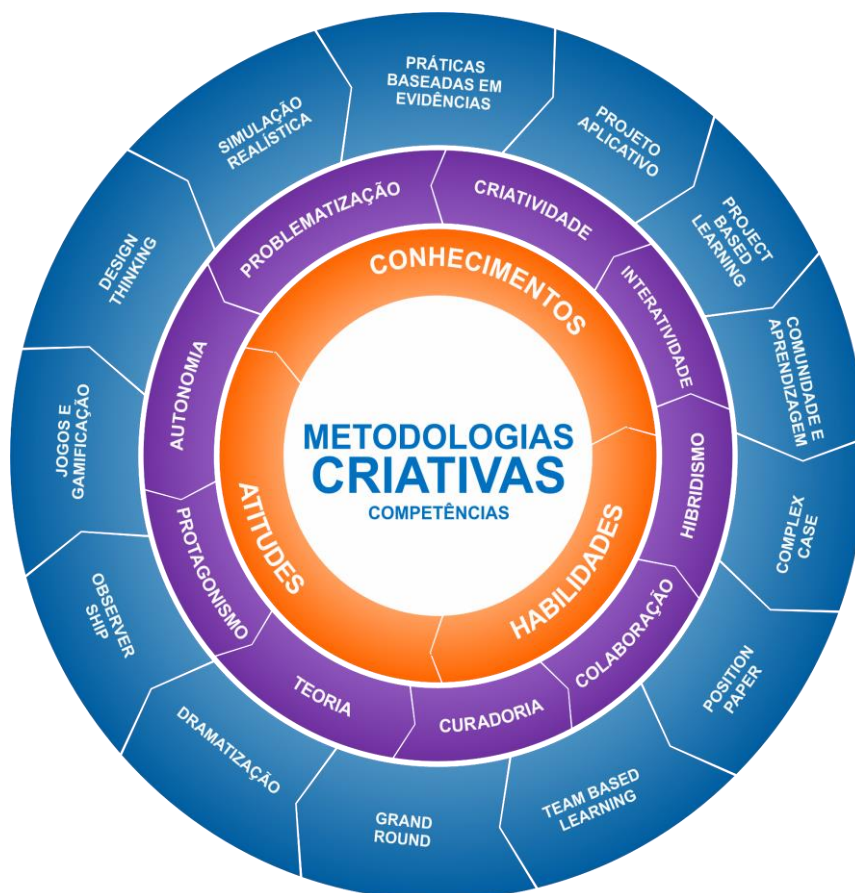 METODOLOGIAS
CRIATIVAS
COMPETÊNCIAS
CONHECIMENTOS
HABILIDADES
ATITUDES
CRIATIVIDADE
INTERATIVIDADE
HIBRIDISMO
COLABORAÇÃO
CURADORIA
TEORIA
PROTAGONISMO
AUTONOMIA
PROBLEMATIZAÇÃO
PRÁTICAS
BASEADAS EM
EVIDÊNCIAS
PROJETO
APLICATIVO
PROJECT
BASED
LEARNING
COMUNIDADE E
APRENDIZAGEM
COMPLEX
CASE
POSITION
PAPER
TEAM BASED
LEARNING
GRAND
ROUND
DRAMATIZAÇÃO
OBSERVER
SHIP
JOGOS E
GAMIFICAÇÃO
DESIGN
THINKING
SIMULAÇÃO
REALÍSTICA